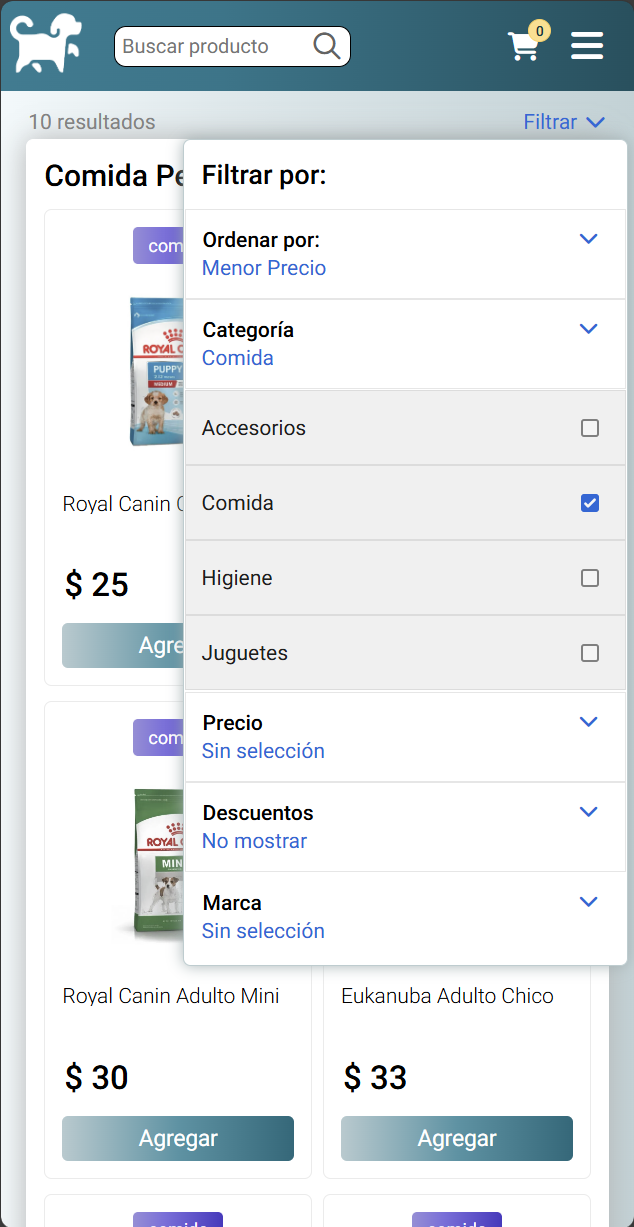 Buscar producto
0
10 resultados
Filtrar
Comida Pe
Filtrar por:
Ordenar por:
Menor Precio
Categoría
Comida
Accesorios
Comida
Higiene
Juguetes
Precio
Sin selección
Descuentos
No mostrar
Marca
Sin selección
com
ROYAL C
PUPPY
MEDIUM
Royal Canin C
$ 25
Agre
com
ROYAL C
MIN
Royal Canin Adulto Mini
Eukanuba Adulto Chico
$ 30
$ 33
Agregar
Agregar
comida
comida